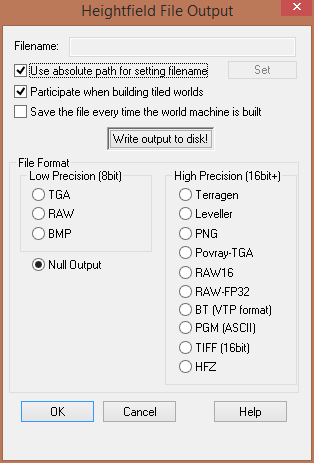 Heightfield File Output
Filename:
Use absolute path for setting filename
Set
Participate when building tiled worlds
Save the file every time the world machine is built
Write output to disk!
File Format
Low Precision (8bit)
TGA
RAW
BMP
Null Output
High Precision (16bit+)
Terragen
Leveller
PNG
Povray-TGA
RAW16
RAW-FP32
BT (VTP format)
PGM (ASCII)
TIFF (16bit)
HFZ
OK
Cancel
Help